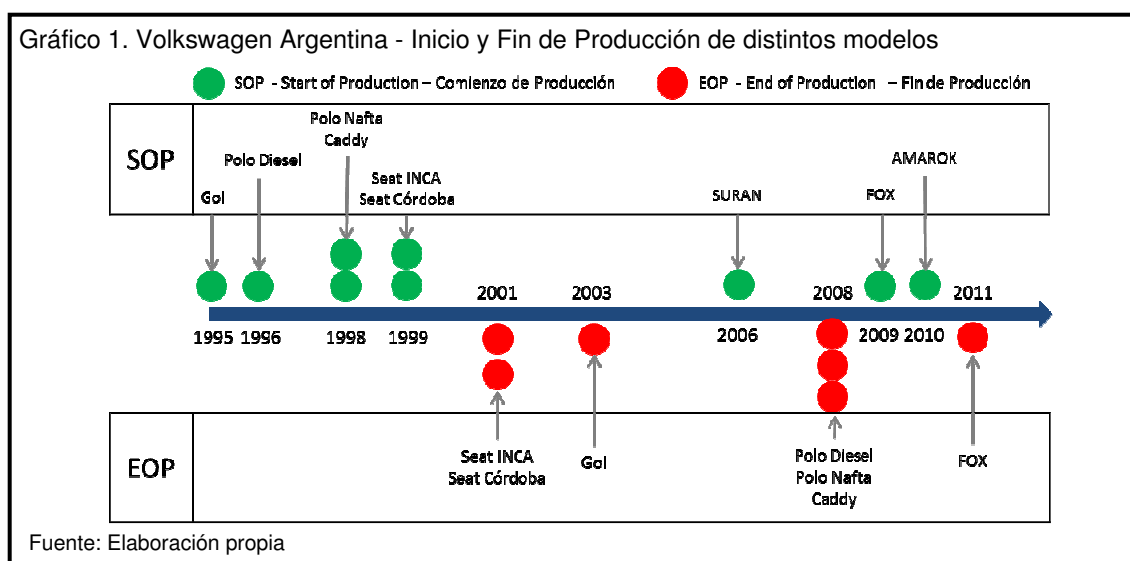 Gráfico 1. Volkswagen Argentina - Inicio y Fin de Producción de distintos modelos
SOP - Start of Production – Comienzo de Producción
EOP - End of Production – Fin de Producción
SOP
Gol
Polo Diesel
Polo Nafta
Caddy
Seat INCA
Seat Córdoba
SURAN
FOX
AMAROK
2001
2003
2008
2011
1995
1996
1998
1999
2006
2009
2010
EOP
Seat INCA
Seat Córdoba
Gol
Polo Diesel
Polo Nafta
Caddy
FOX
Fuente: Elaboración propia